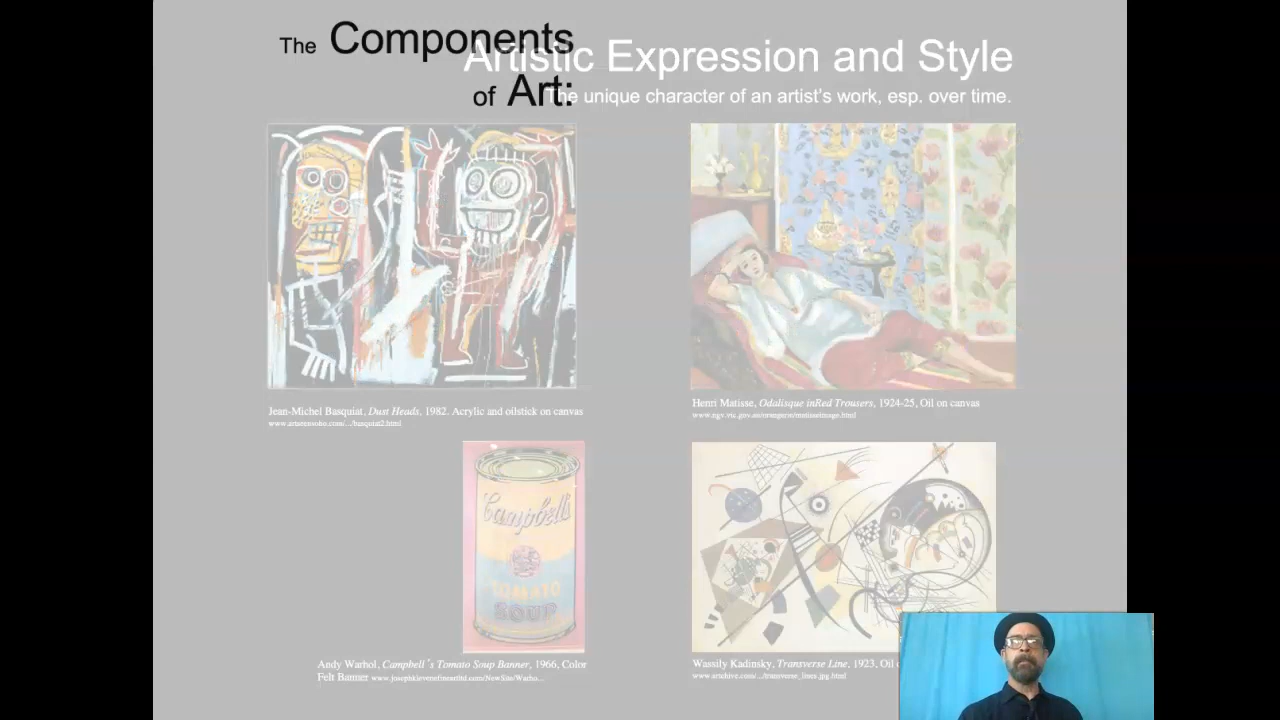 The Components
of Art:
Artistic Expression and Style
The unique character of an artist's work, esp. over time.
Jean-Michel Basquiat, Dust Heads, 1982. Acrylic and oilstick on canvas
Henri Matisse, Odalisque inRed Trousers, 1924-25, Oil on canvas
Campbell's
TOMATO
SOUP
Andy Warhol, Campbell's Tomato Soup Banner, 1966, Color
Felt Banner
Wassily Kadinsky, Transverse Line, 1923, Oil